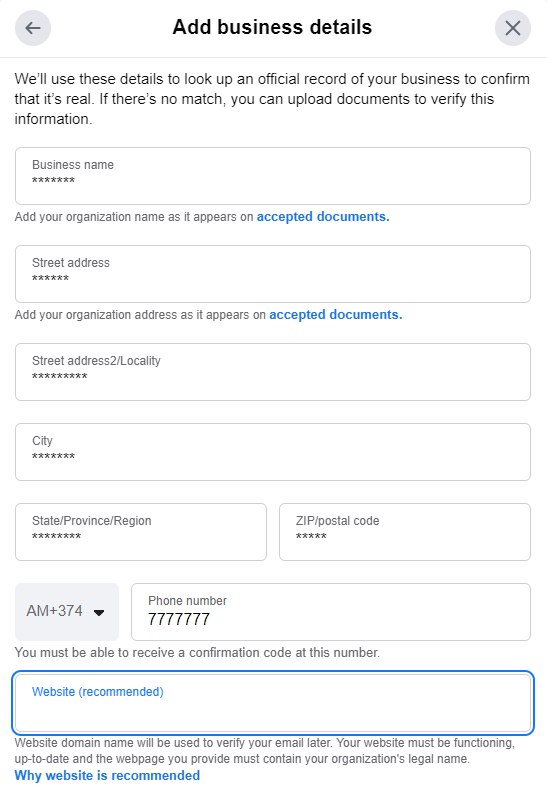 Add business details
We’ll use these details to look up an official record of your business to confirm
that it’s real. If there’s no match, you can upload documents to verify this
information.
Business name
*******
Add your organization name as it appears on accepted documents.
Street address
******
Add your organization address as it appears on accepted documents.
Street address2/Locality
*********
City
*******
State/Province/Region
********
ZIP/postal code
*****
AM+374
Phone number
7777777
You must be able to receive a confirmation code at this number.
Website (recommended)
Website domain name will be used to verify your email later. Your website must be functioning,
up-to-date and the webpage you provide must contain your organization's legal name.
Why website is recommended